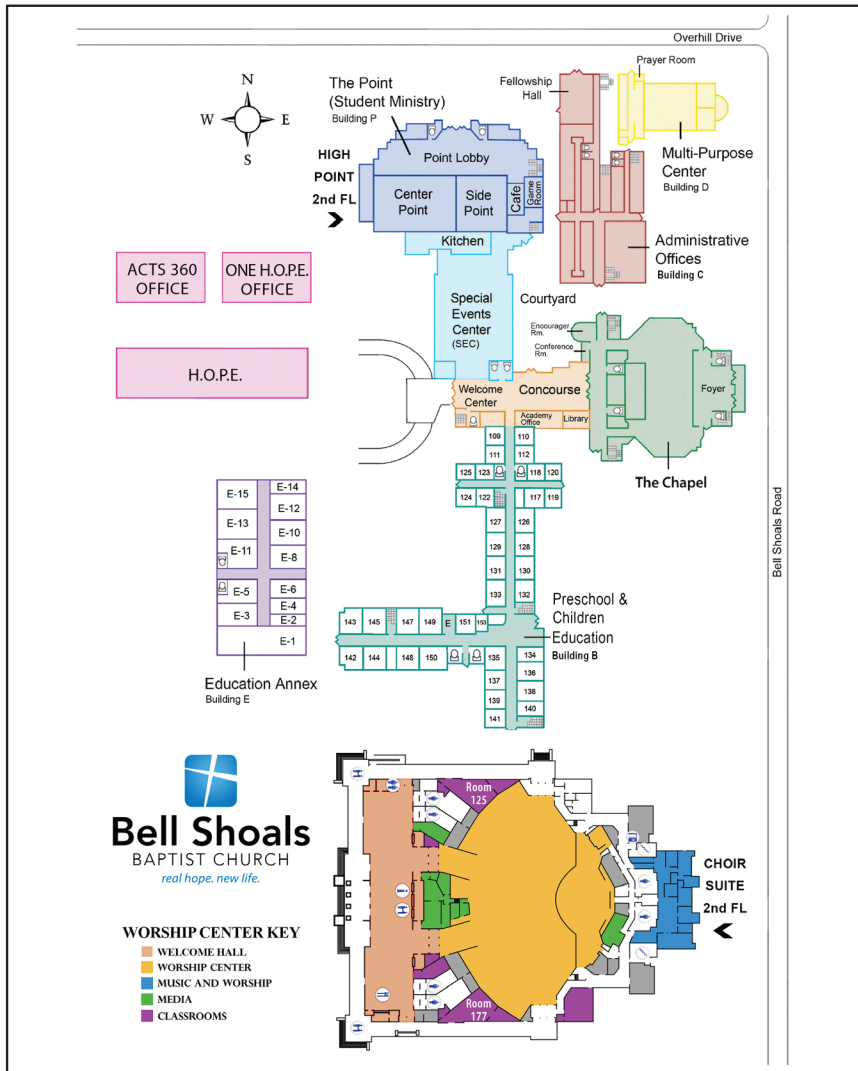 Overhill Drive
N
W
E
S
The Point
(Student Ministry)
Building P
HIGH
POINT
2nd FL
Point Lobby
Center
Point
Side
Point
Cafe
Game
Room
Kitchen
Fellowship
Hall
Prayer Room
Multi-Purpose
Center
Building D
Administrative
Offices
Building C
ACTS 360
OFFICE
ONE H.O.P.E.
OFFICE
H.O.P.E.
Special
Events
Center
(SEC)
Courtyard
Encourager
Rm.
Conference
Rm.
Welcome
Center
Concourse
Academy
Office
Library
Foyer
The Chapel
Bell Shoals Road
109
110
111
112
125
123
118
120
124
122
117
119
127
126
129
128
131
130
133
132
E-15
E-14
E-13
E-12
E-10
E-11
E-8
E-5
E-6
E-4
E-3
E-2
E-1
Education Annex
Building E
Preschool &
Children
Education
Building B
143
145
147
149
E
151
153
142
144
148
150
135
134
137
136
139
138
141
140
Bell Shoals
BAPTIST CHURCH
real hope. new life.
WORSHIP CENTER KEY
WELCOME HALL
WORSHIP CENTER
MUSIC AND WORSHIP
MEDIA
CLASSROOMS
Room
125
Room
177
CHOIR
SUITE
2nd FL